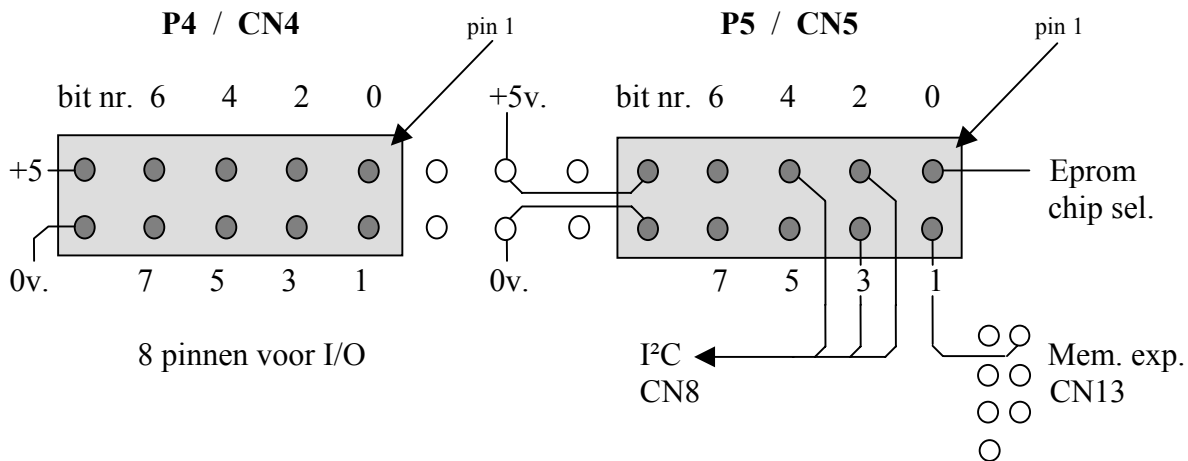 P4 / CN4
pin 1
P5 / CN5
pin 1
bit nr. 6 4 2 0
+5v.
bit nr. 6 4 2 0
+5
Eprom
chip sel.
0v.
7 5 3 1
0v.
7 5 3 1
8 pinnen voor I/O
I²C
CN8
Mem. exp.
CN13